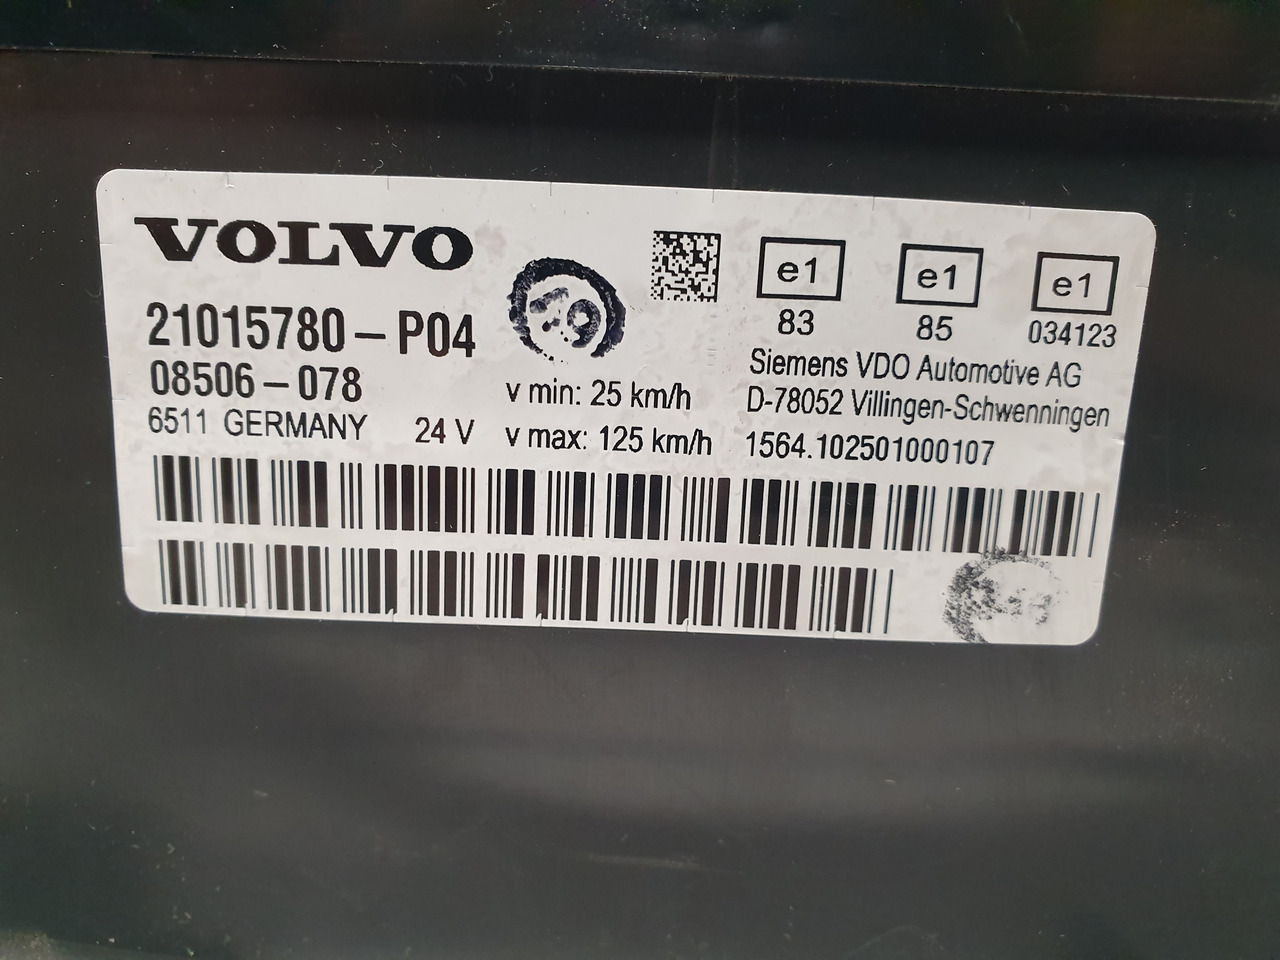 VOLVO
21015780-P04
08506-078
6511 GERMANY 24 V
v min: 25 km/h
v max: 125 km/h
e1 e1 e1
83 85 034123
Siemens VDO Automotive AG
D-78052 Villingen-Schwenningen
1564.102501000107